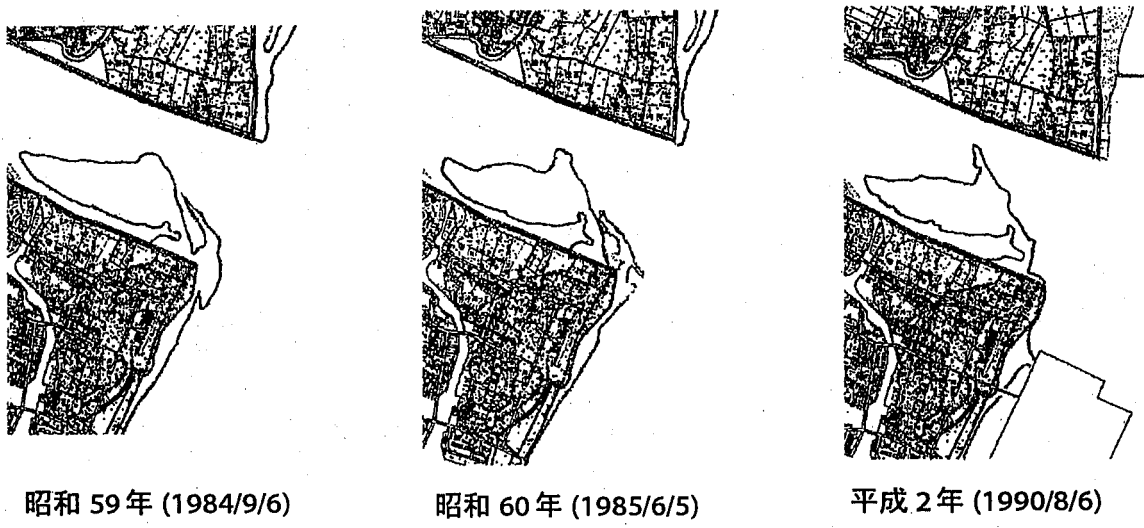 昭和 59 年 (1984/9/6)
昭和 60 年 (1985/6/5)
平成 2 年 (1990/8/6)